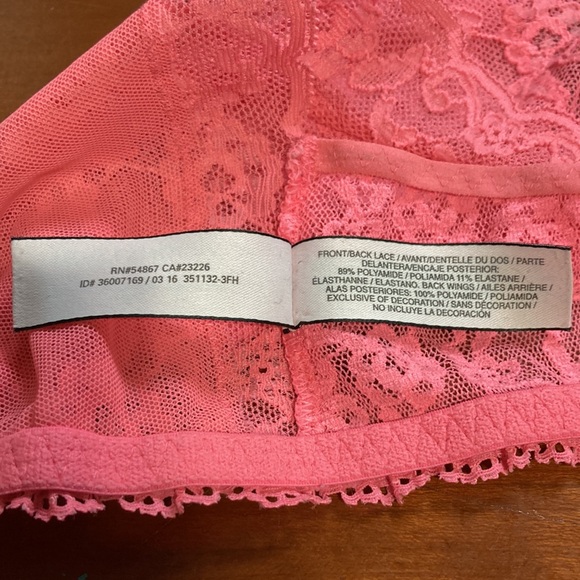 RN#54867 CA#23226
ID# 36007169 / 03 16 351132-3FH
FRONT/BACK LACE / AVANT/DENTELLE DU DOS / PARTE
DELANTER/ENCAJE POSTERIOR:
89% POLYAMIDE / POLIAMIDA 11% ELASTANE /
ÉLASTHANNE / ELASTANO. BACK WINGS / AILES ARRIÈRE /
ALAS POSTERIORES: 100% POLYAMIDE / POLIAMIDA
EXCLUSIVE OF DECORATION / SANS DÉCORATION /
NO INCLUYE LA DECORACIÓN